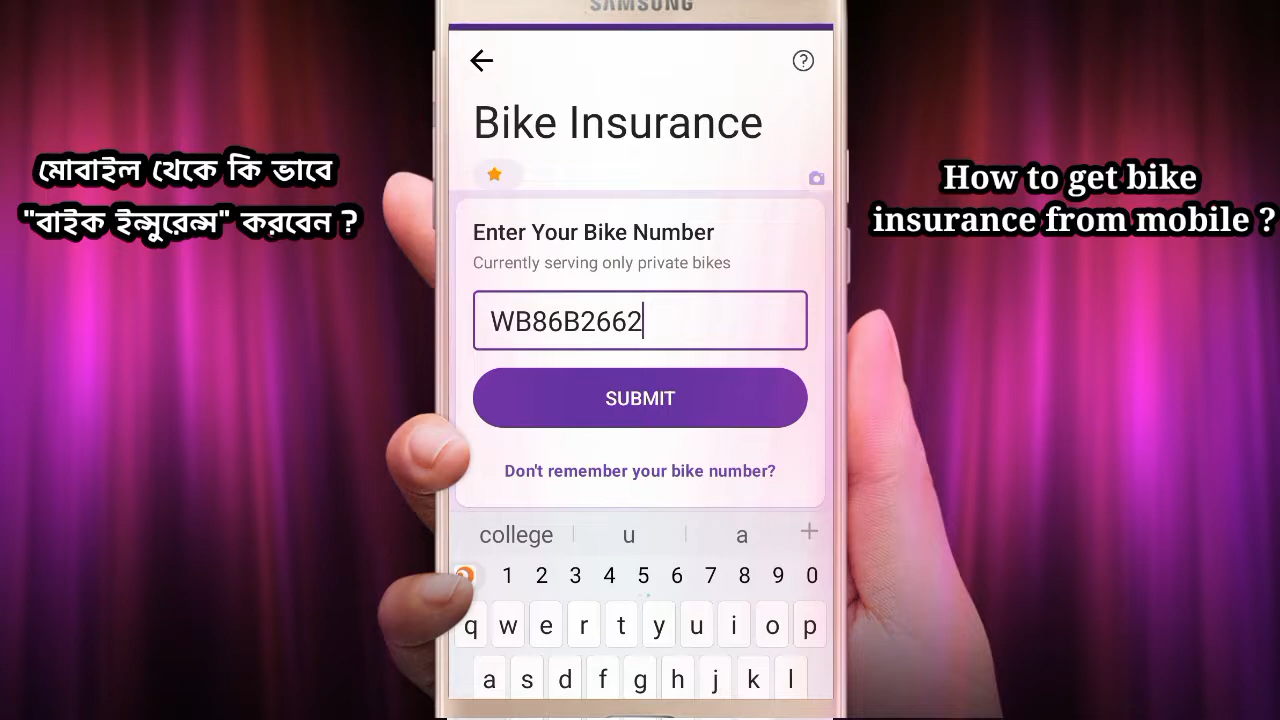 SAMSUNG
Bike Insurance
Enter Your Bike Number
Currently serving only private bikes
WB86B2662
SUBMIT
Don't remember your bike number?
college u a
1 2 3 4 5 6 7 8 9 0
q w e r t y u i o p
a s d f g h j k l
মোবাইল থেকে কি ভাবে
"বাইক ইন্সুরেন্স" করবেন ?
How to get bike
insurance from mobile ?